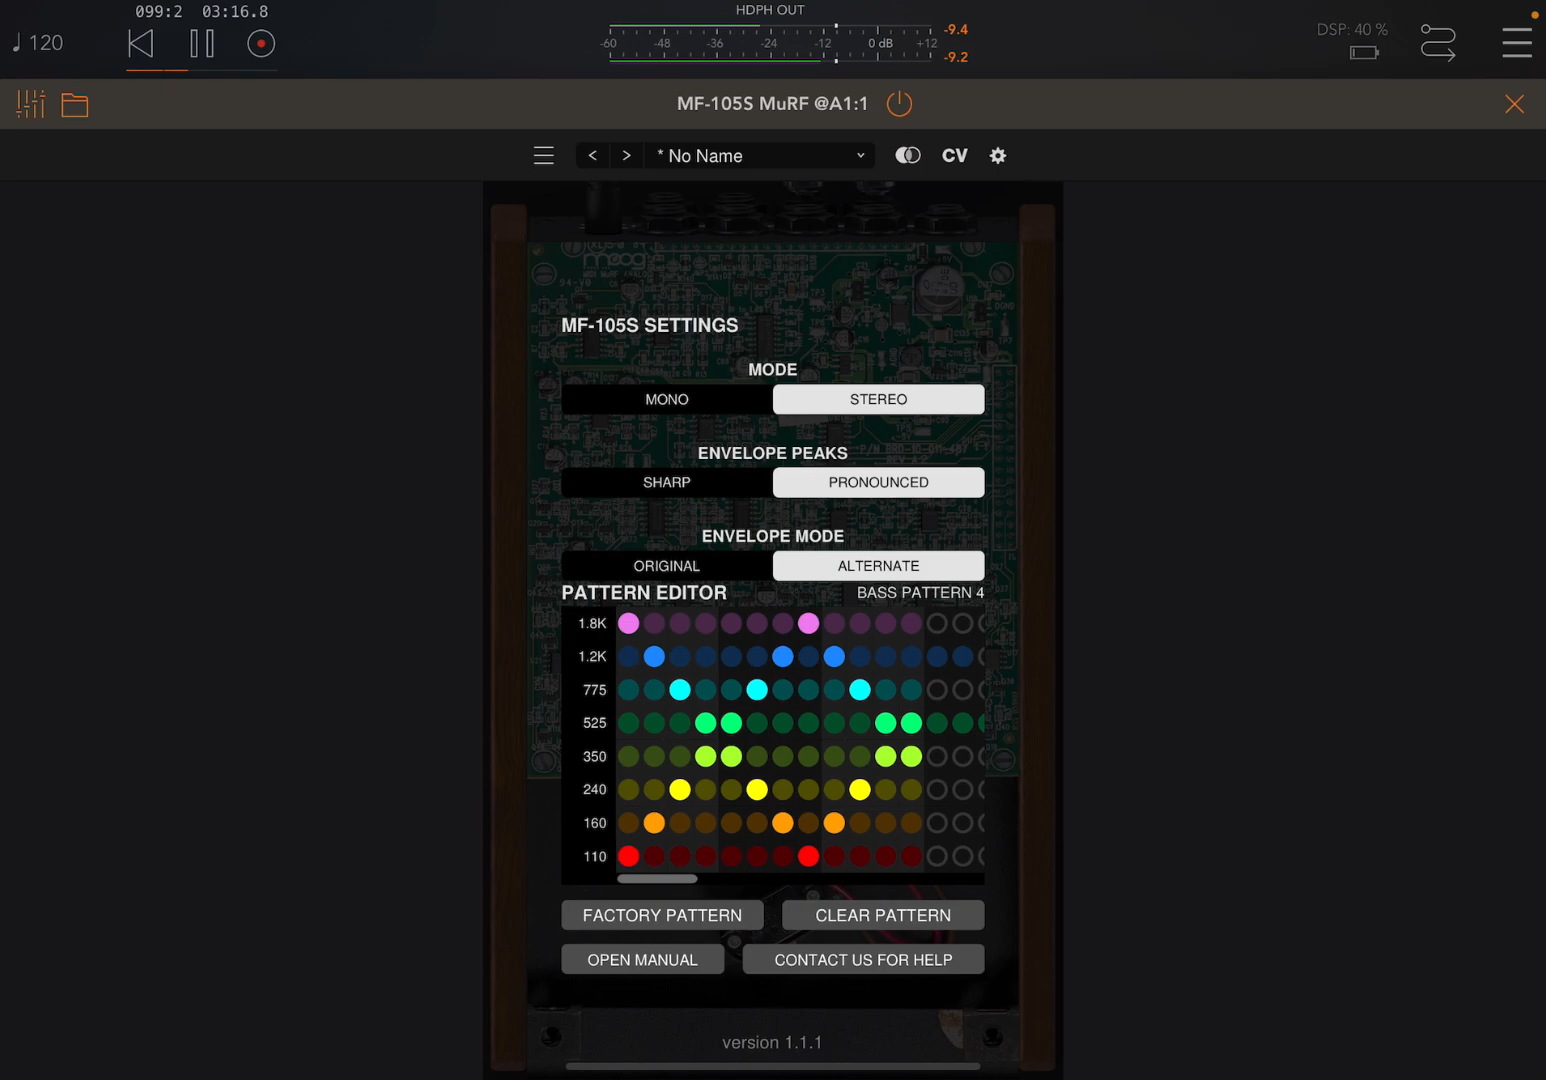 099:2 03:16.8
120
HDPH OUT
-60 -48 -36 -24 -12 0 dB +12
-9.4
-9.2
DSP: 40 %
MF-105S MuRF @A1:1
< > * No Name CV
moog
MF-105S SETTINGS
MODE
MONO STEREO
ENVELOPE PEAKS
SHARP PRONOUNCED
ENVELOPE MODE
ORIGINAL ALTERNATE
PATTERN EDITOR BASS PATTERN 4
1.8K
1.2K
775
525
350
240
160
110
FACTORY PATTERN CLEAR PATTERN
OPEN MANUAL CONTACT US FOR HELP
version 1.1.1